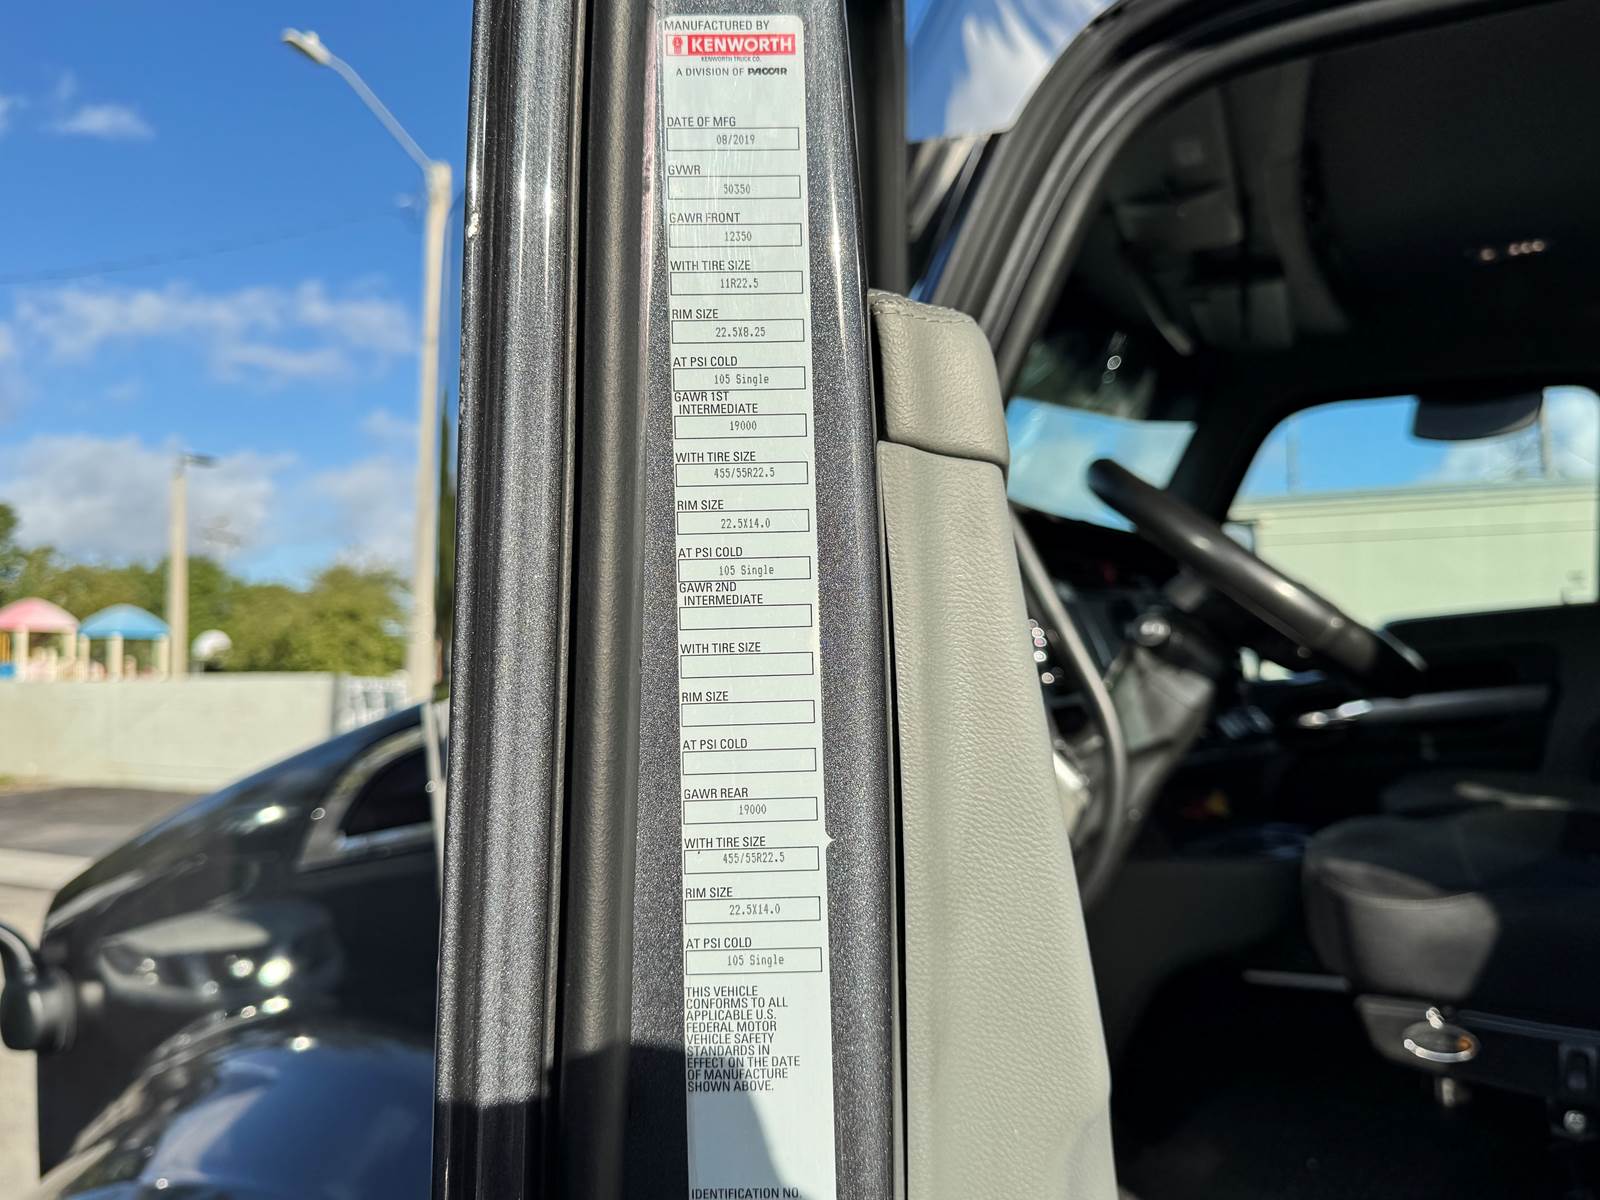 MANUFACTURED BY
KENWORTH
KENWORTH TRUCK CO.
A DIVISION OF PACCAR
DATE OF MFG
08/2019
GVWR
50350
GAWR FRONT
12350
WITH TIRE SIZE
11R22.5
RIM SIZE
22.5X8.25
AT PSI COLD
105 Single
GAWR 1ST
INTERMEDIATE
19000
WITH TIRE SIZE
455/55R22.5
RIM SIZE
22.5X14.0
AT PSI COLD
105 Single
GAWR 2ND
INTERMEDIATE
WITH TIRE SIZE
RIM SIZE
AT PSI COLD
GAWR REAR
19000
WITH TIRE SIZE
455/55R22.5
RIM SIZE
22.5X14.0
AT PSI COLD
105 Single
THIS VEHICLE
CONFORMS TO ALL
APPLICABLE U.S.
FEDERAL MOTOR
VEHICLE SAFETY
STANDARDS IN
EFFECT ON THE DATE
OF MANUFACTURE
SHOWN ABOVE.
IDENTIFICATION NO.